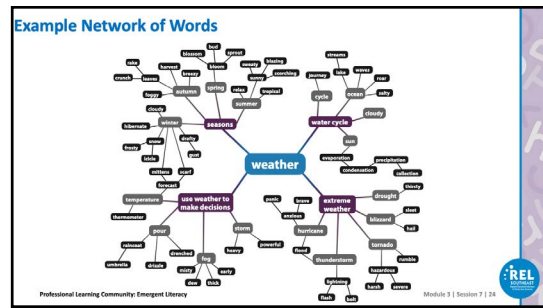 Example Network of Words
streams
bud
blossom
sprout
rake
harvest
bloom
sweaty
blazing
waves
crunch
leaves
breezy
sunny
scorching
journey
lake
roar
foggy
autumn
spring
relax
tropical
cycle
ocean
salty
cloudy
summer
winter
seasons
water cycle
cloudy
hibernate
drafty
sun
snow
gust
frosty
evaporation
precipitation
icicle
weather
condensation
collection
mittens
scarf
forecast
thirsty
temperature
use weather to
make decisions
panic
brave
extreme
weather
drought
thermometer
anxious
sleet
storm
hurricane
blizzard
hail
pour
raincoat
drenched
powerful
flood
tornado
rumble
heavy
thunderstorm
umbrella
drizzle
fog
misty
early
hazardous
dew
thick
lightning
harsh
severe
flash
bolt
REL
SOUTHEAST
Professional Learning Community: Emergent Literacy
Module 3 | Session 7 | 24